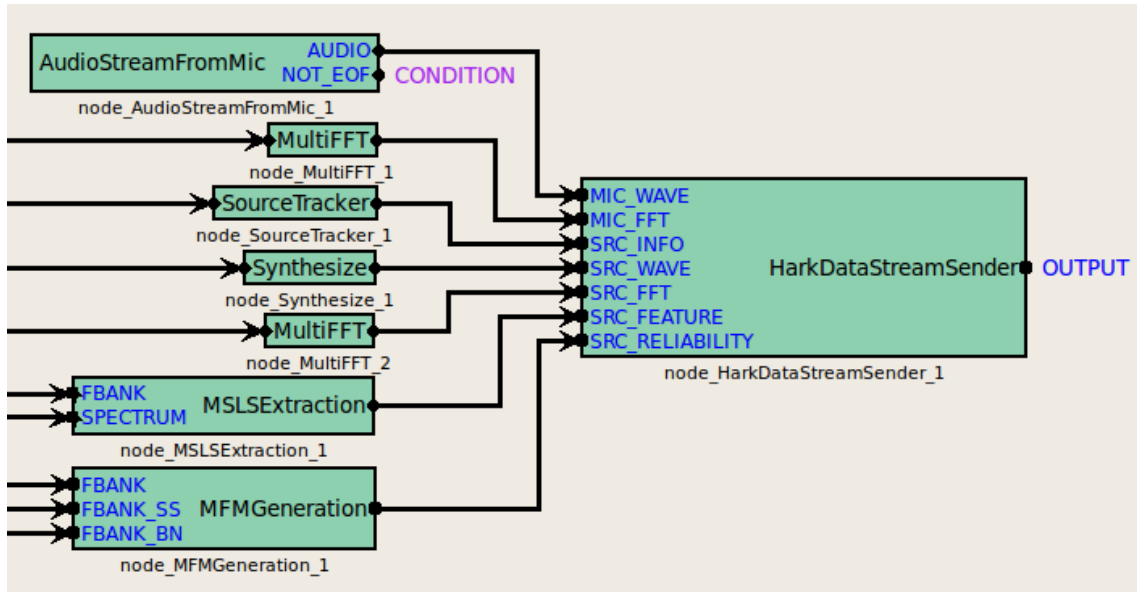 AudioStreamFromMic
AUDIO
NOT_EOF
CONDITION
node_AudioStreamFromMic_1
MultiFFT
node_MultiFFT_1
SourceTracker
node_SourceTracker_1
Synthesize
node_Synthesize_1
MultiFFT
node_MultiFFT_2
FBANK
SPECTRUM
MSLSExtraction
node_MSLSExtraction_1
FBANK
FBANK_SS
FBANK_BN
MFMGeneration
node_MFMGeneration_1
MIC_WAVE
MIC_FFT
SRC_INFO
SRC_WAVE
SRC_FFT
SRC_FEATURE
SRC_RELIABILITY
HarkDataStreamSender
OUTPUT
node_HarkDataStreamSender_1